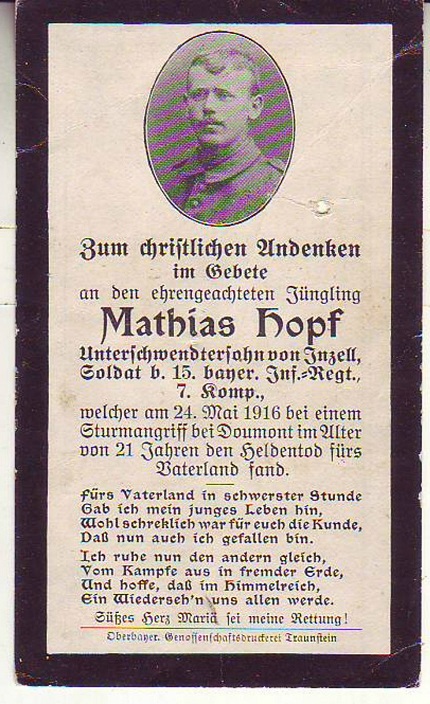 Zum christlichen Andenken
im Gebete
an den ehrengeachteten Jüngling
Mathias Hopf
Unterschwendtersohn von Inzell,
Soldat b. 15. bayer. Inf.=Regt.,
7. Komp.,
welcher am 24. Mai 1916 bei einem
Sturmangriff bei Doumont im Alter
von 21 Jahren den Heldentod fürs
Vaterland fand.
Fürs Vaterland in schwerster Stunde
Gab ich mein junges Leben hin,
Wohl schreklich war für euch die Kunde,
Daß nun auch ich gefallen bin.
Ich ruhe nun den andern gleich,
Vom Kampfe aus in fremder Erde,
Und hoffe, daß im Himmelreich,
Ein Wiederseh'n uns allen werde.
Süßes Herz Mariä sei meine Rettung!
Oberbayer. Genossenschaftsdruckerei Traunstein